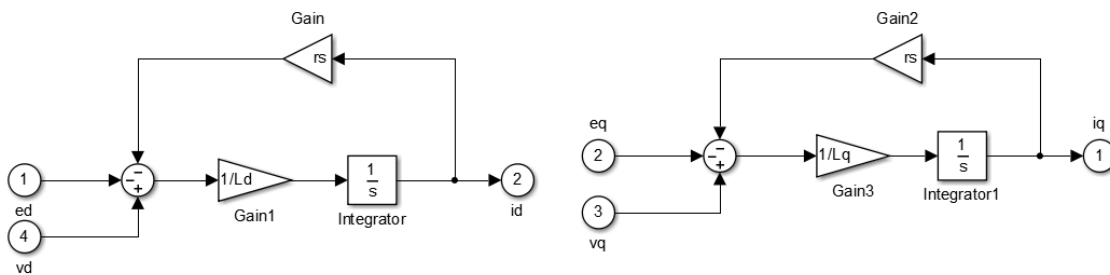 Gain
rs
1
ed
4
vd
−
−
+
1/Ld
Gain1
1
s
Integrator
2
id
Gain2
rs
eq
2
3
vq
−
−
+
1/Lq
Gain3
1
s
Integrator1
iq
1